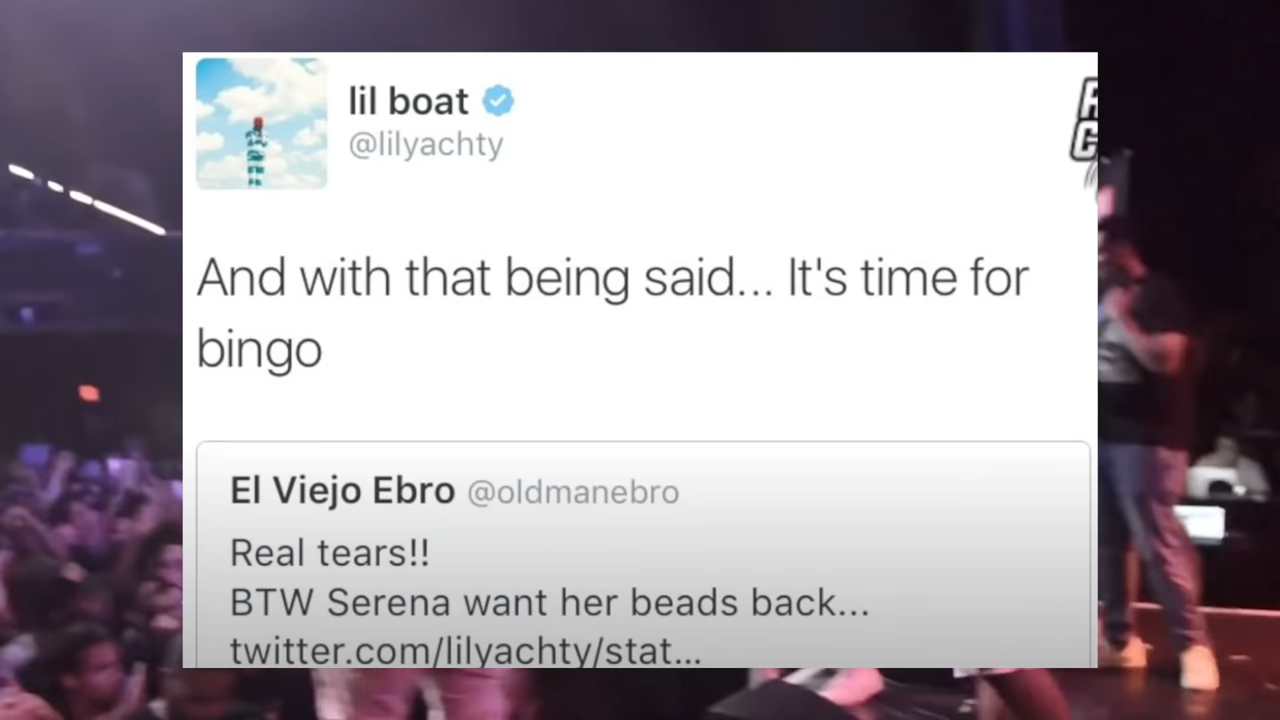 lil boat
@lilyachty
And with that being said... It's time for
bingo
El Viejo Ebro @oldmanebro
Real tears!!
BTW Serena want her beads back...
twitter.com/lilyachty/stat...